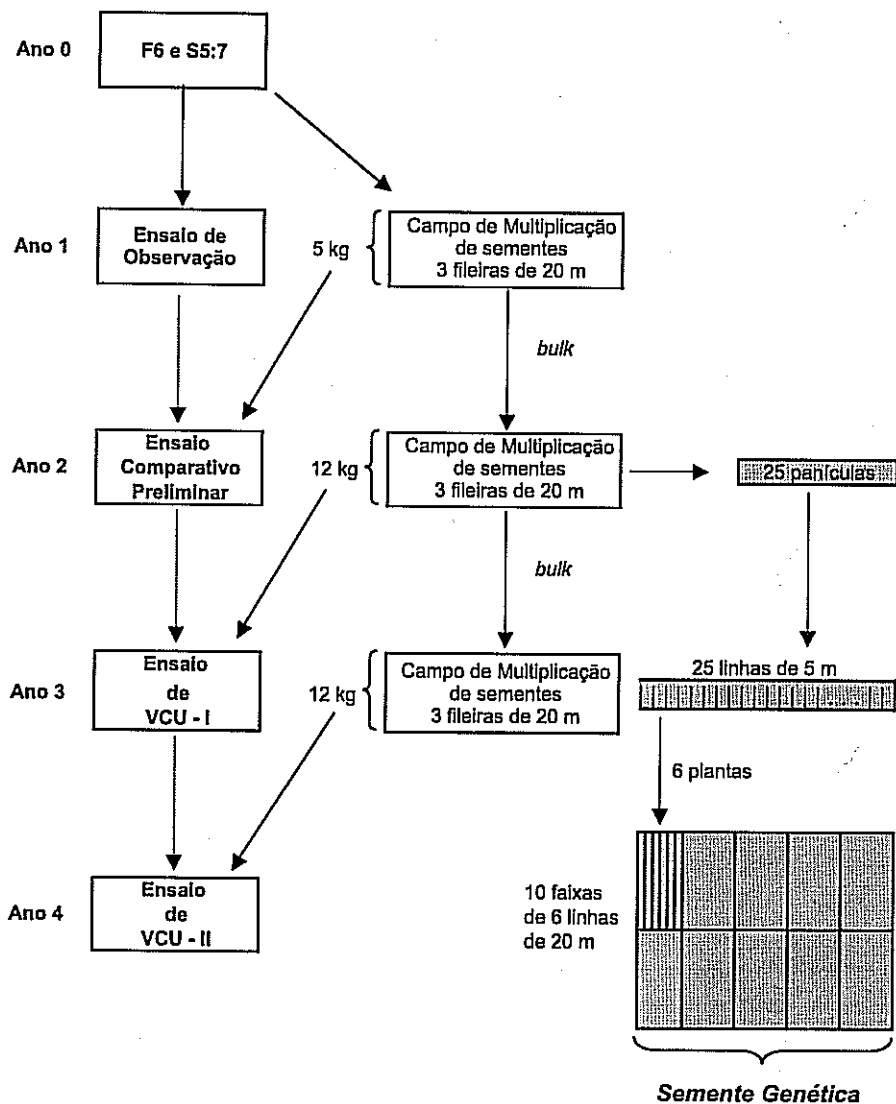 Ano 0
F6 e S5:7
Ano 1
Ensaio de
Observação
5 kg
Campo de Multiplicação
de sementes
3 fileiras de 20 m
bulk
Ano 2
Ensaio
Comparativo
Preliminar
12 kg
Campo de Multiplicação
de sementes
3 fileiras de 20 m
25 panículas
bulk
Ano 3
Ensaio
de
VCU - I
12 kg
Campo de Multiplicação
de sementes
3 fileiras de 20 m
25 linhas de 5 m
6 plantas
Ano 4
Ensaio
de
VCU - II
10 faixas
de 6 linhas
de 20 m
Semente Genética